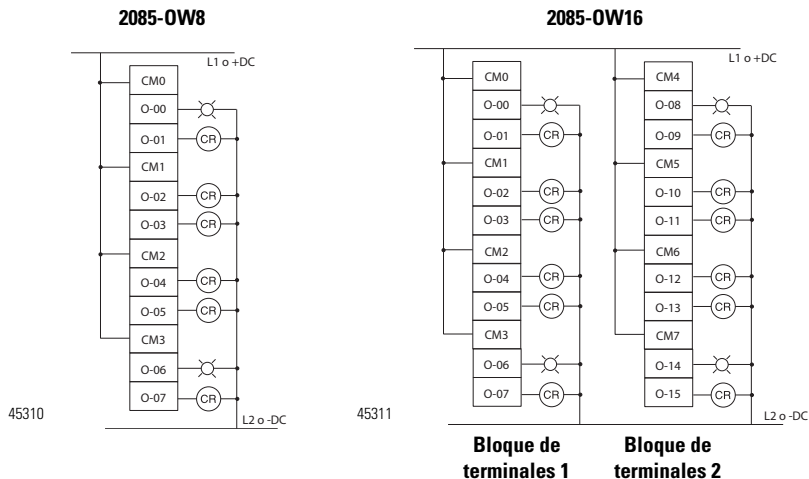 2085-OW8
L1 o +DC
CM0
O-00
O-01
CR
CM1
O-02
CR
O-03
CR
CM2
O-04
CR
O-05
CR
CM3
O-06
O-07
CR
45310
L2 o -DC
2085-OW16
L1 o +DC
CM0
O-00
O-01
CR
CM1
O-02
CR
O-03
CR
CM2
O-04
CR
O-05
CR
CM3
O-06
O-07
CR
45311
Bloque de
terminales 1
CM4
O-08
O-09
CR
CM5
O-10
CR
O-11
CR
CM6
O-12
CR
O-13
CR
CM7
O-14
O-15
CR
L2 o -DC
Bloque de
terminales 2